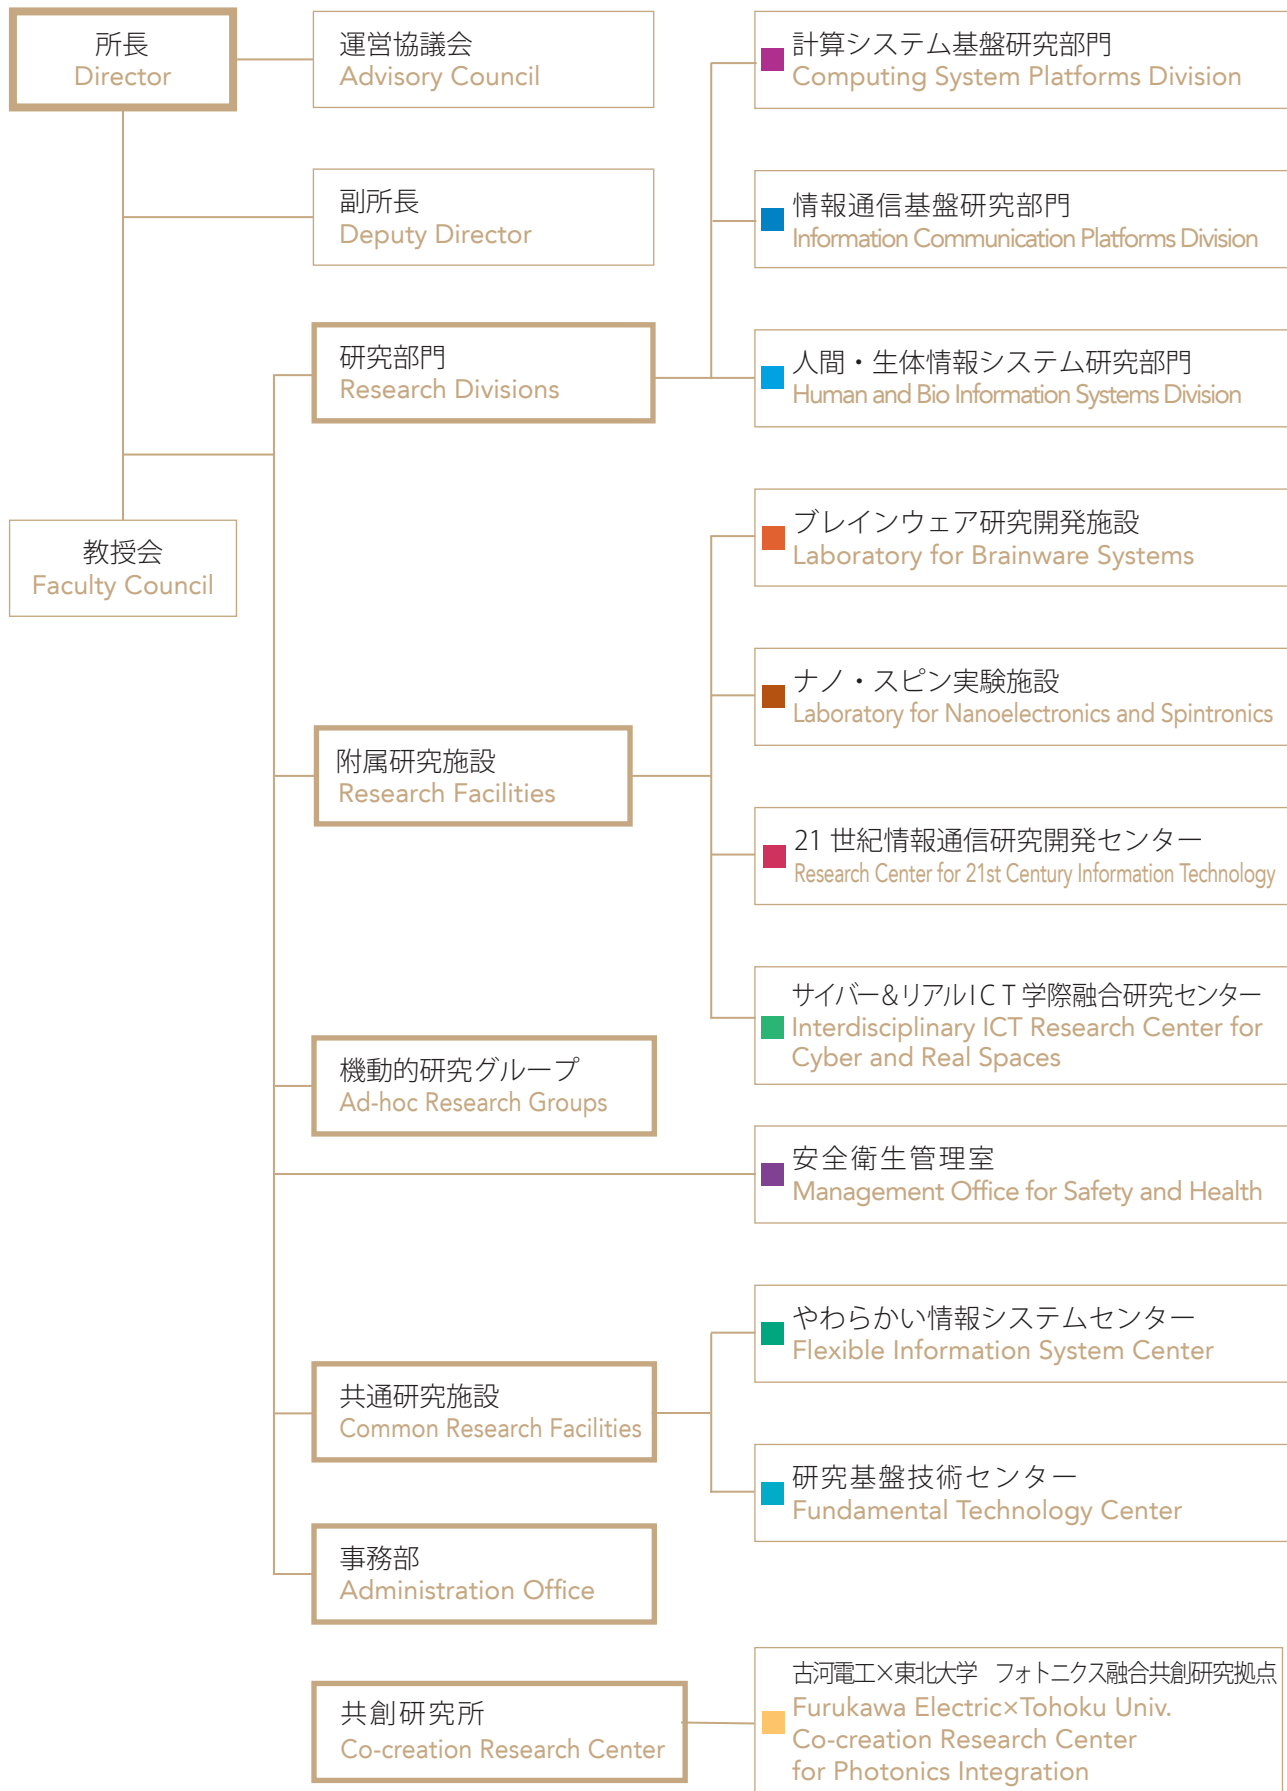 所長
Director
運営協議会
Advisory Council
計算システム基盤研究部門
Computing System Platforms Division
副所長
Deputy Director
情報通信基盤研究部門
Information Communication Platforms Division
研究部門
Research Divisions
人間・生体情報システム研究部門
Human and Bio Information Systems Division
教授会
Faculty Council
ブレインウェア研究開発施設
Laboratory for Brainware Systems
ナノ・スピン実験施設
Laboratory for Nanoelectronics and Spintronics
附属研究施設
Research Facilities
21 世紀情報通信研究開発センター
Research Center for 21st Century Information Technology
サイバー＆リアルＩＣＴ学際融合研究センター
Interdisciplinary ICT Research Center for
Cyber and Real Spaces
機動的研究グループ
Ad-hoc Research Groups
安全衛生管理室
Management Office for Safety and Health
やわらかい情報システムセンター
Flexible Information System Center
共通研究施設
Common Research Facilities
研究基盤技術センター
Fundamental Technology Center
事務部
Administration Office
共創研究所
Co-creation Research Center
古河電工×東北大学　フォトニクス融合共創研究拠点
Furukawa Electric×Tohoku Univ.
Co-creation Research Center
for Photonics Integration